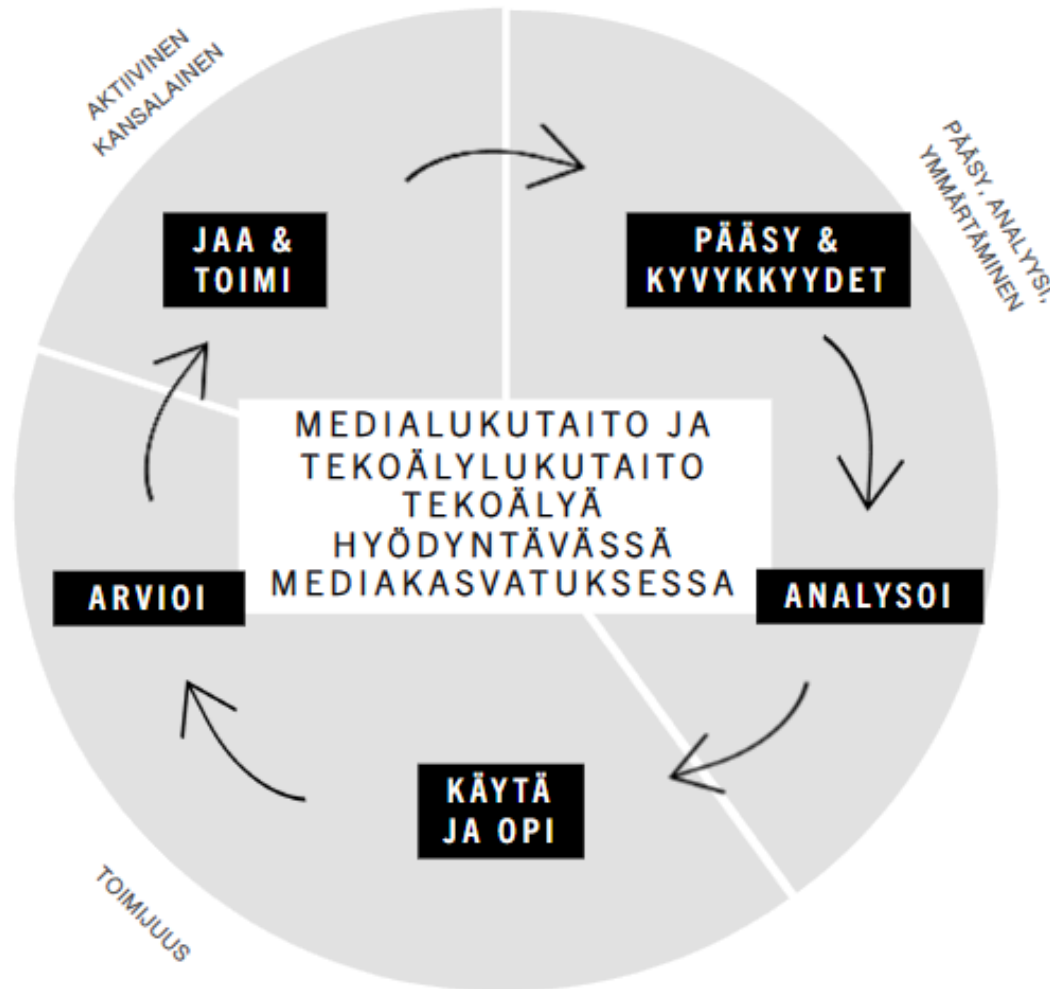 AKTIIVINEN
KANSALAINEN
PÄÄSY, ANALYYSI,
YMMÄRTÄMINEN
JAA &
TOIMI
PÄÄSY &
KYVYKKYYDET
MEDIALUKUTAITO JA
TEKOÄLYLUKUTAITO
TEKOÄLYÄ
HYÖDYNTÄVÄSSÄ
MEDIAKASVATUKSESSA
ARVIOI
ANALYSOI
KÄYTÄ
JA OPI
TOIMIJUUS